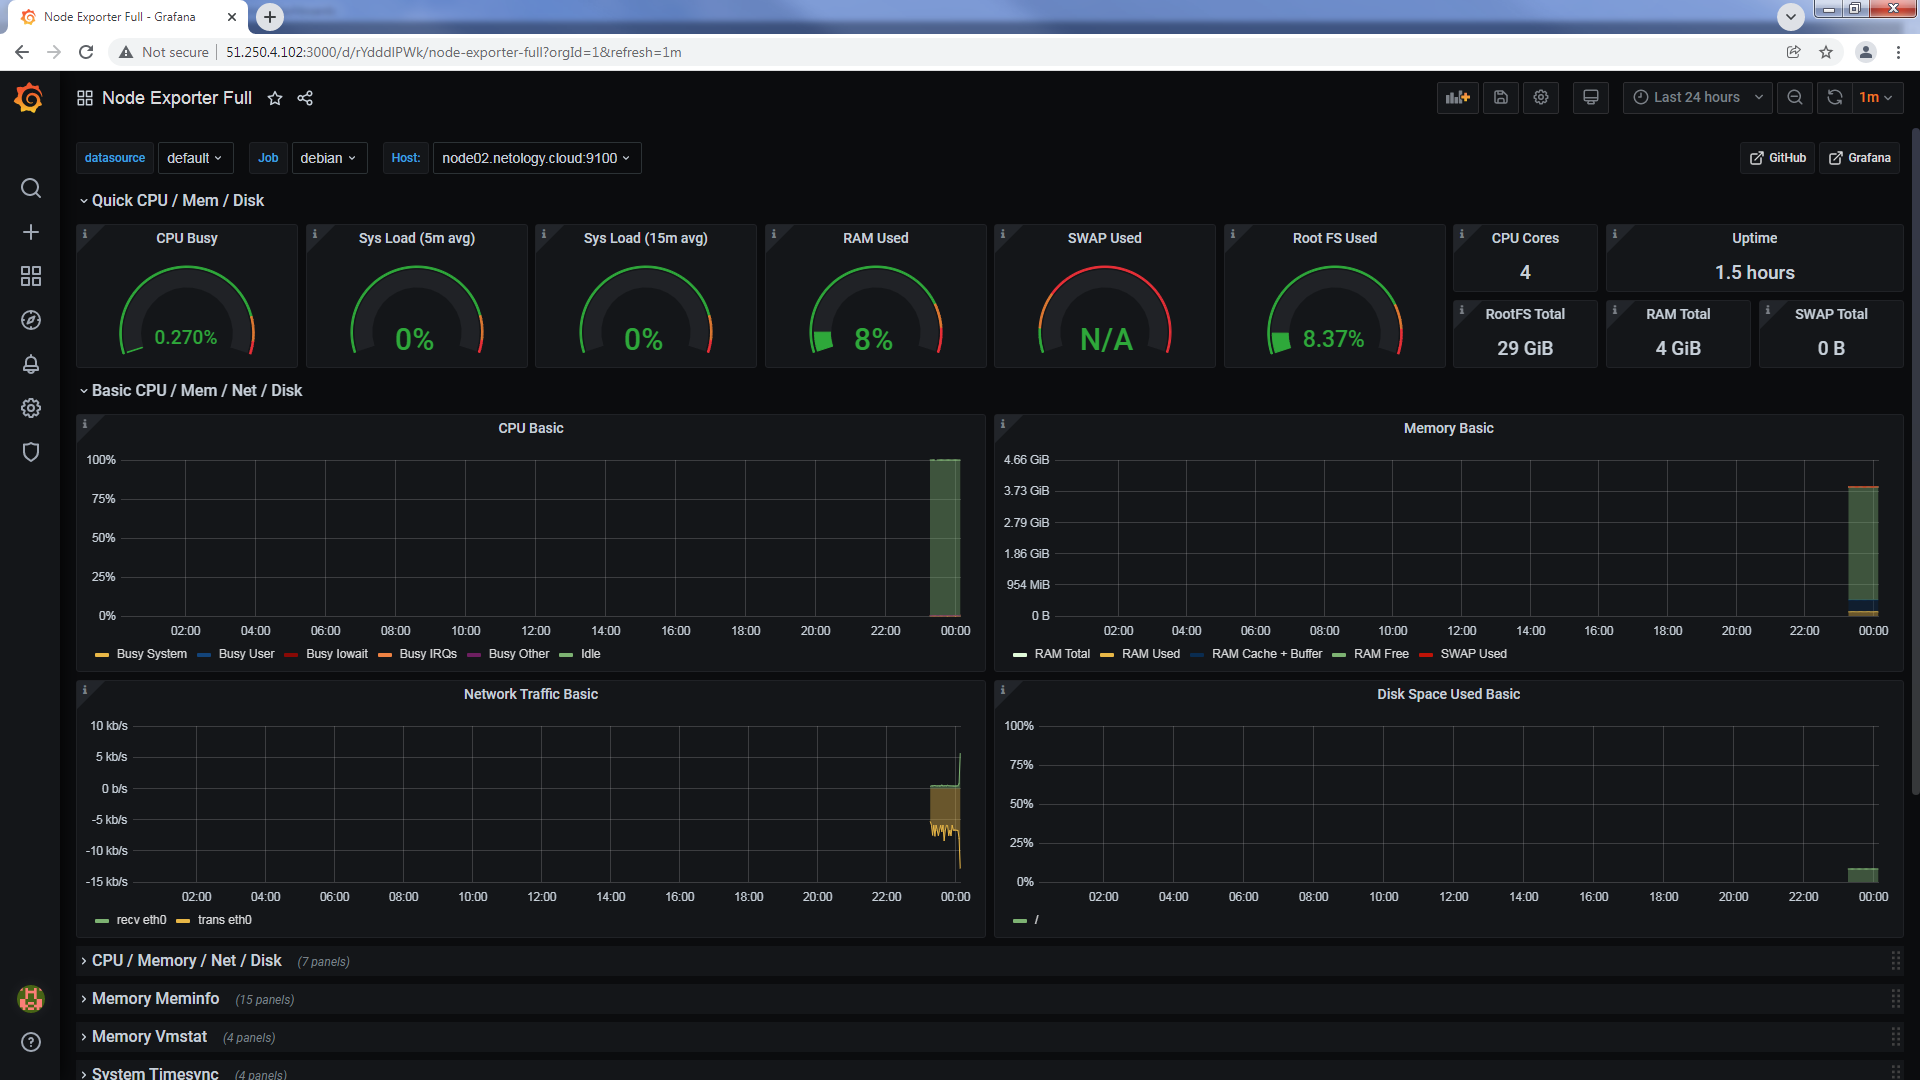 Node Exporter Full - Grafana
Not secure 51.250.4.102:3000/d/rYdddlPWk/node-exporter-full?orgId=1&refresh=1m
Node Exporter Full
Last 24 hours
1m
datasource default Job debian Host: node02.netology.cloud:9100
GitHub Grafana
Quick CPU / Mem / Disk
CPU Busy
0.270%
Sys Load (5m avg)
0%
Sys Load (15m avg)
0%
RAM Used
8%
SWAP Used
N/A
Root FS Used
8.37%
CPU Cores
4
Uptime
1.5 hours
RootFS Total
29 GiB
RAM Total
4 GiB
SWAP Total
0 B
Basic CPU / Mem / Net / Disk
CPU Basic
100%
75%
50%
25%
0%
02:00 04:00 06:00 08:00 10:00 12:00 14:00 16:00 18:00 20:00 22:00 00:00
Busy System Busy User Busy Iowait Busy IRQs Busy Other Idle
Memory Basic
4.66 GiB
3.73 GiB
2.79 GiB
1.86 GiB
954 MiB
0 B
02:00 04:00 06:00 08:00 10:00 12:00 14:00 16:00 18:00 20:00 22:00 00:00
RAM Total RAM Used RAM Cache + Buffer RAM Free SWAP Used
Network Traffic Basic
10 kb/s
5 kb/s
0 b/s
-5 kb/s
-10 kb/s
-15 kb/s
02:00 04:00 06:00 08:00 10:00 12:00 14:00 16:00 18:00 20:00 22:00 00:00
recv eth0 trans eth0
Disk Space Used Basic
100%
75%
50%
25%
0%
02:00 04:00 06:00 08:00 10:00 12:00 14:00 16:00 18:00 20:00 22:00 00:00
/
CPU / Memory / Net / Disk (7 panels)
Memory Meminfo (15 panels)
Memory Vmstat (4 panels)
System Timesync (4 panels)